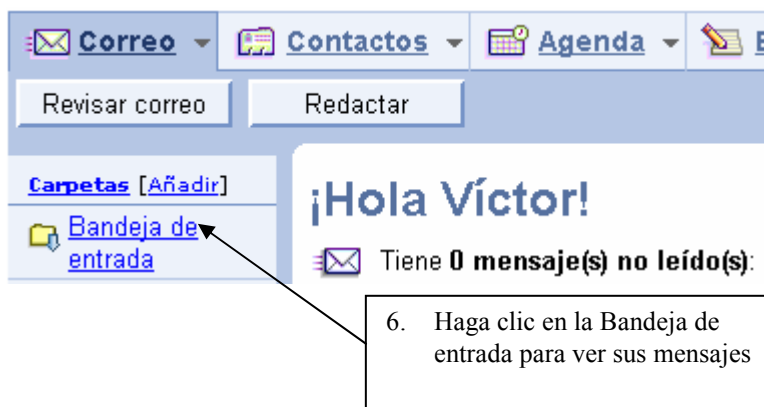 Correo Contactos Agenda
Revisar correo Redactar
Carpetas [Añadir]
¡Hola Víctor!
Bandeja de
entrada
Tiene 0 mensaje(s) no leído(s):
6. Haga clic en la Bandeja de
entrada para ver sus mensajes